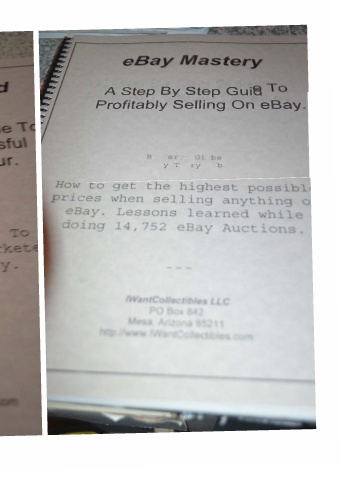 d
e To
sful
ur.
To
rkete
y.
om
eBay Mastery
A Step By Step Guide To
Profitably Selling On eBay.
How to get the highest possibl
prices when selling anything o
eBay. Lessons learned while
doing 14,752 eBay Auctions.
---
IWantCollectibles LLC
PO Box 842
Mesa, Arizona 85211
http://www.IWantCollectibles.com